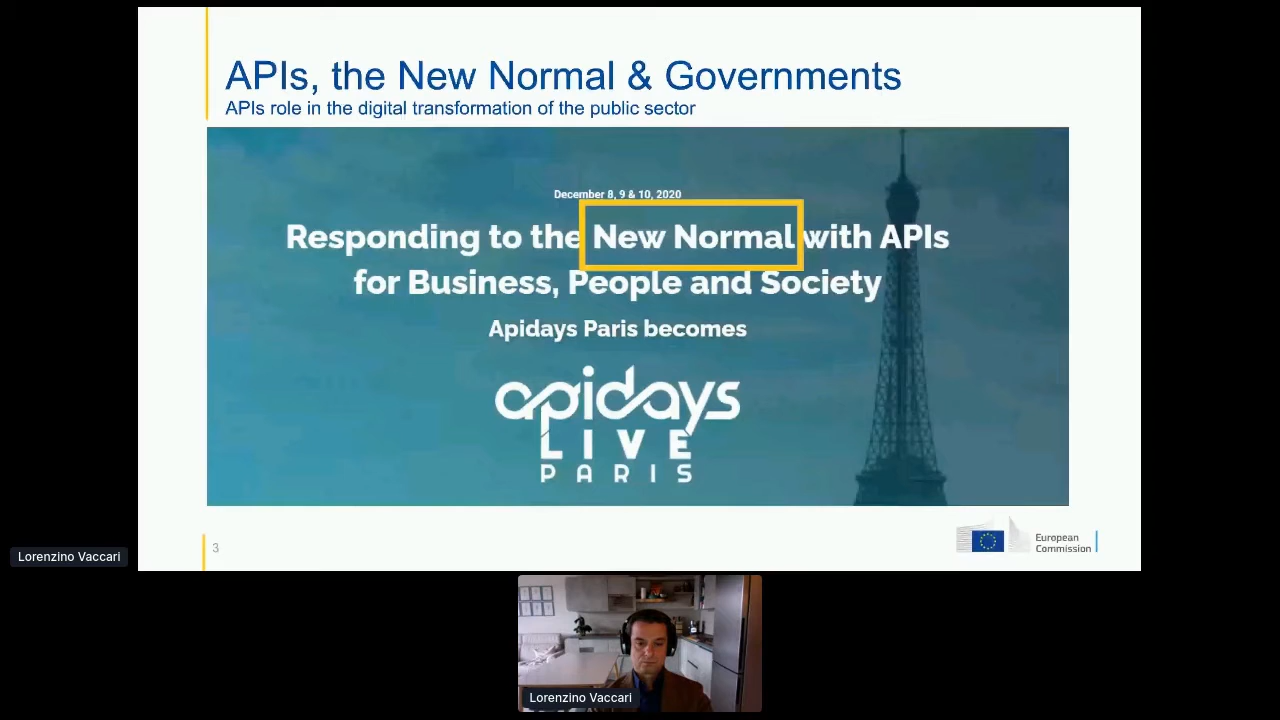 APIs, the New Normal & Governments
APIs role in the digital transformation of the public sector
December 8, 9 & 10, 2020
Responding to the New Normal with APIs
for Business, People and Society
Apidays Paris becomes
apidays
LIVE
PARIS
3
European
Commission
Lorenzino Vaccari
Lorenzino Vaccari